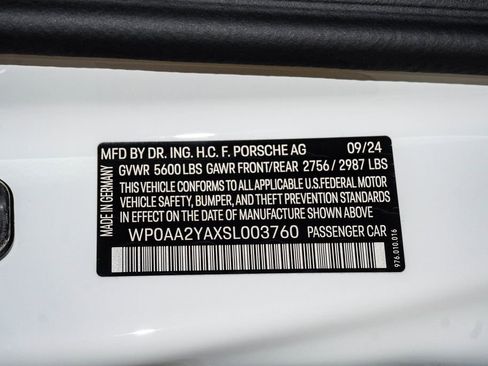 MFD BY DR. ING. H.C. F. PORSCHE AG 09/24
GVWR 5600LBS GAWR FRONT/REAR 2756/2987 LBS
THIS VEHICLE CONFORMS TO ALL APPLICABLE U.S.FEDERAL MOTOR
VEHICLE SAFETY, BUMPER, AND THEFT PREVENTION STANDARDS
IN EFFECT ON THE DATE OF MANUFACTURE SHOWN ABOVE.
WP0AA2YAXSL003760 PASSENGER CAR
MADE IN GERMANY
976.010.016